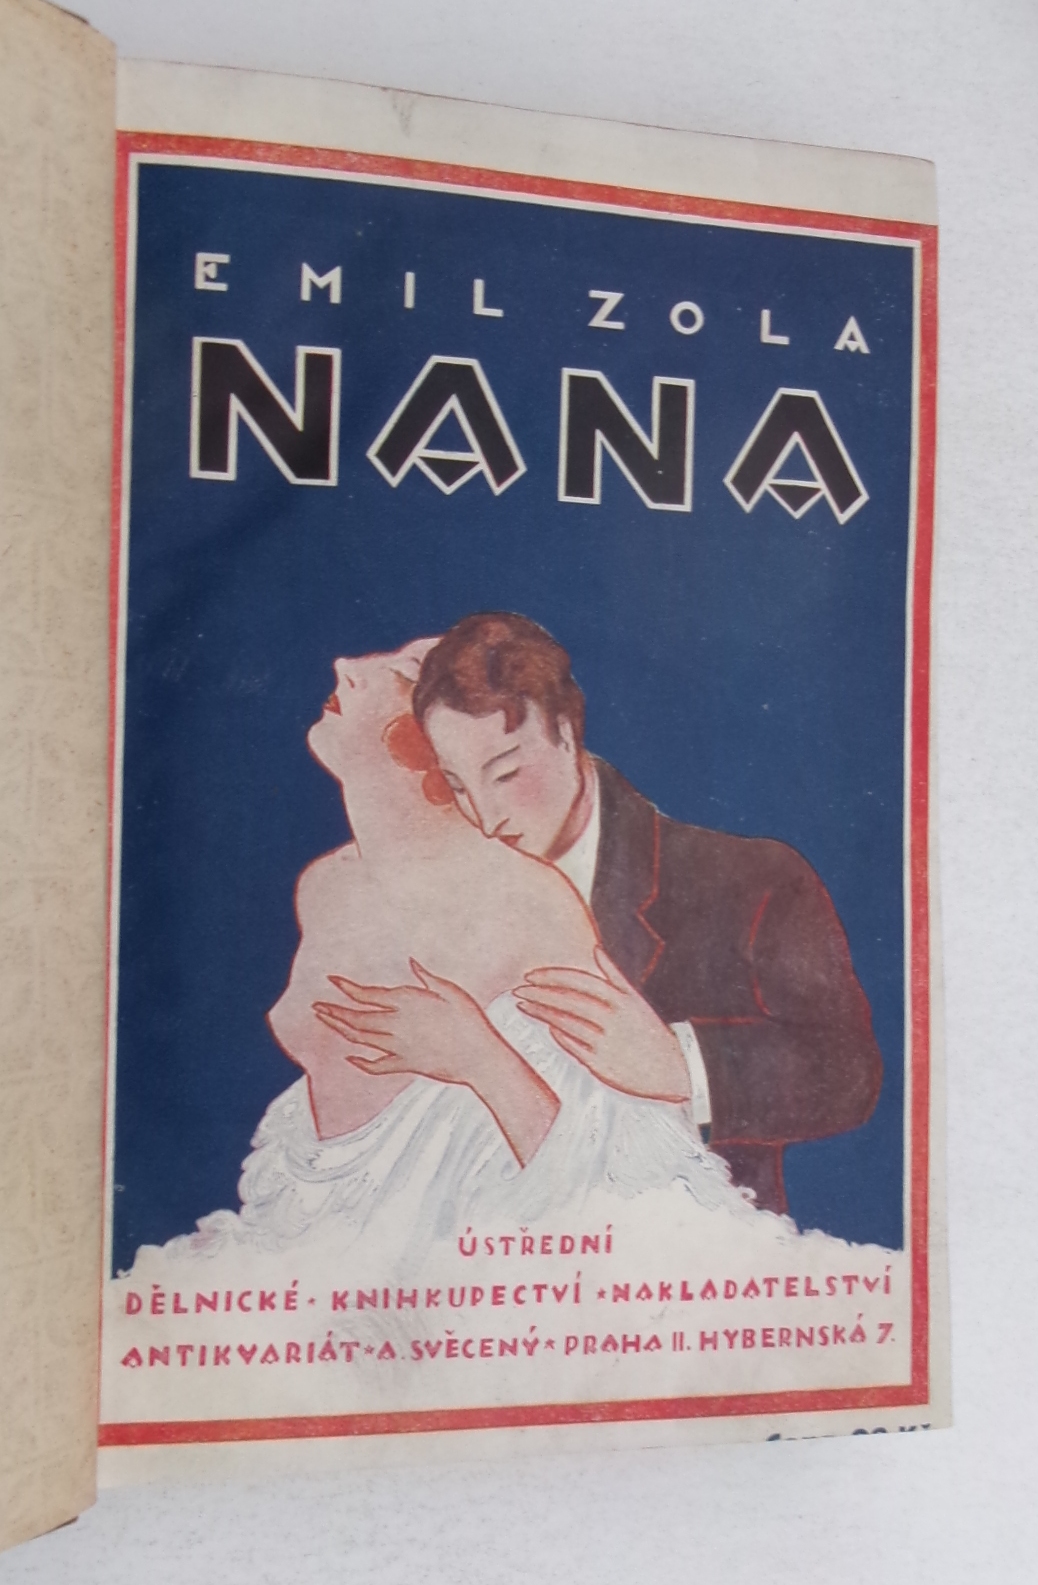 EMIL ZOLA
NANA
ÚSTŘEDNÍ
DĚLNICKÉ · KNIHKUPECTVÍ * NAKLADATELSTVÍ
ANTIKVARIÁT * A. SVĚCENÝ * PRAHA II. HYBERNSKÁ 7.